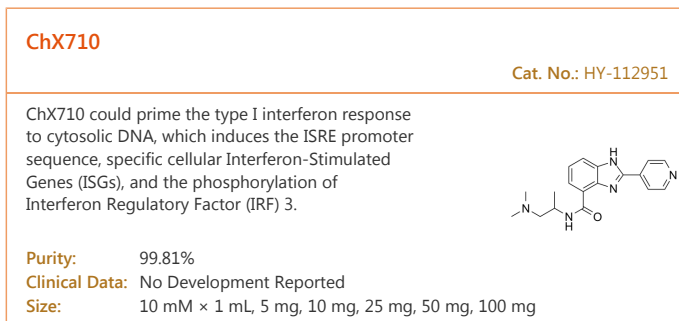 ChX710
Cat. No.: HY-112951
ChX710 could prime the type I interferon response
to cytosolic DNA, which induces the ISRE promoter
sequence, specific cellular Interferon-Stimulated
Genes (ISGs), and the phosphorylation of
Interferon Regulatory Factor (IRF) 3.
H
N
N
N
N
N
H
O
Purity: 99.81%
Clinical Data: No Development Reported
Size: 10 mM × 1 mL, 5 mg, 10 mg, 25 mg, 50 mg, 100 mg